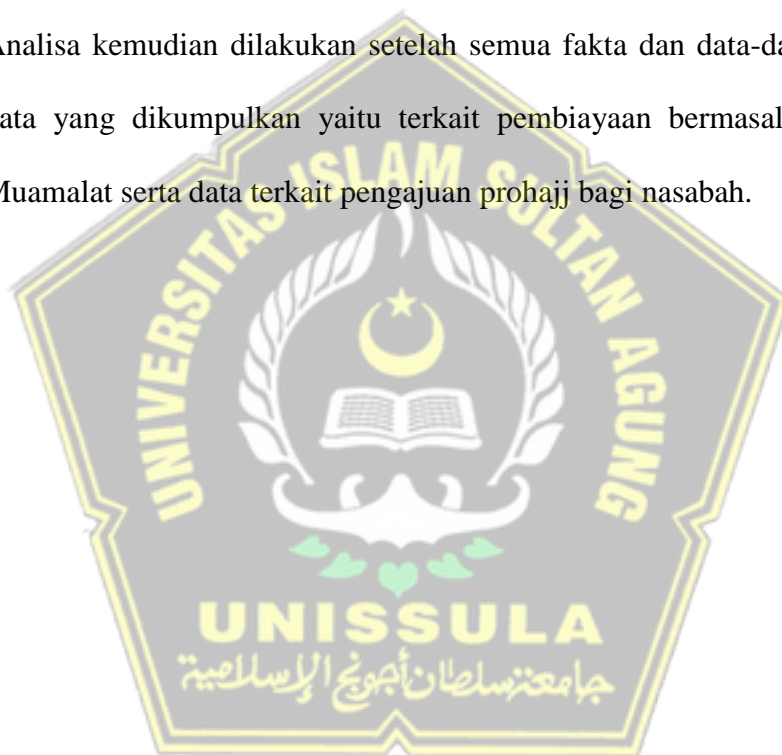 nalisa kemudian dilakukan setelah semua fakta dan data-da
ata yang dikumpulkan yaitu terkait pembiayaan bermasal
Muamalat serta data terkait pengajuan prohajj bagi nasabah.
UNIVERSITAS ISLAM SULTAN AGUNG
UNISSULA
جامعة سلطان أجونج الإسلامية